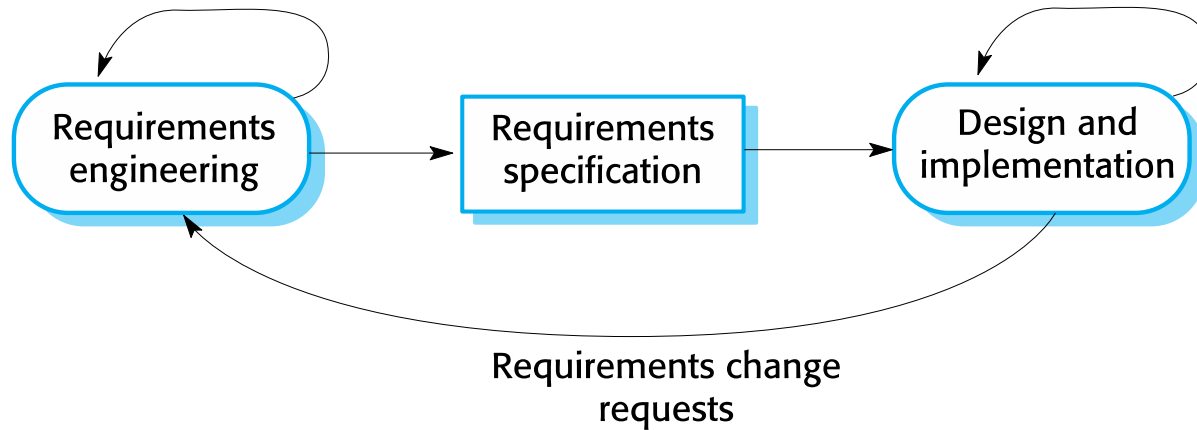 Requirements
engineering
Requirements
specification
Design and
implementation
Requirements change
requests